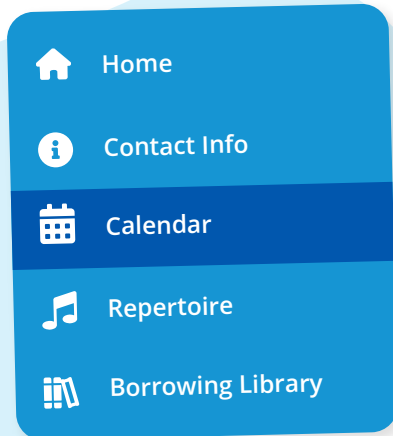 Home
Contact Info
Calendar
Repertoire
Borrowing Library